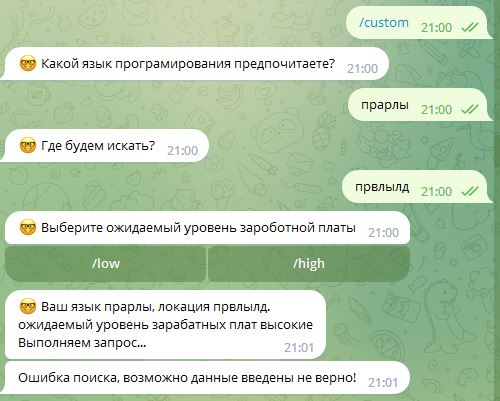 /custom 21:00
🤓 Какой язык програмирования предпочитаете? 21:00
прарлы 21:00
🤓 Где будем искать? 21:00
првлылд 21:00
🤓 Выберите ожидаемый уровень зароботной платы 21:00
/low /high
🤓 Ваш язык прарлы, локация првлылд.
ожидаемый уровень зарабатных плат высокие
Выполняем запрос... 21:01
Ошибка поиска, возможно данные введены не верно! 21:01